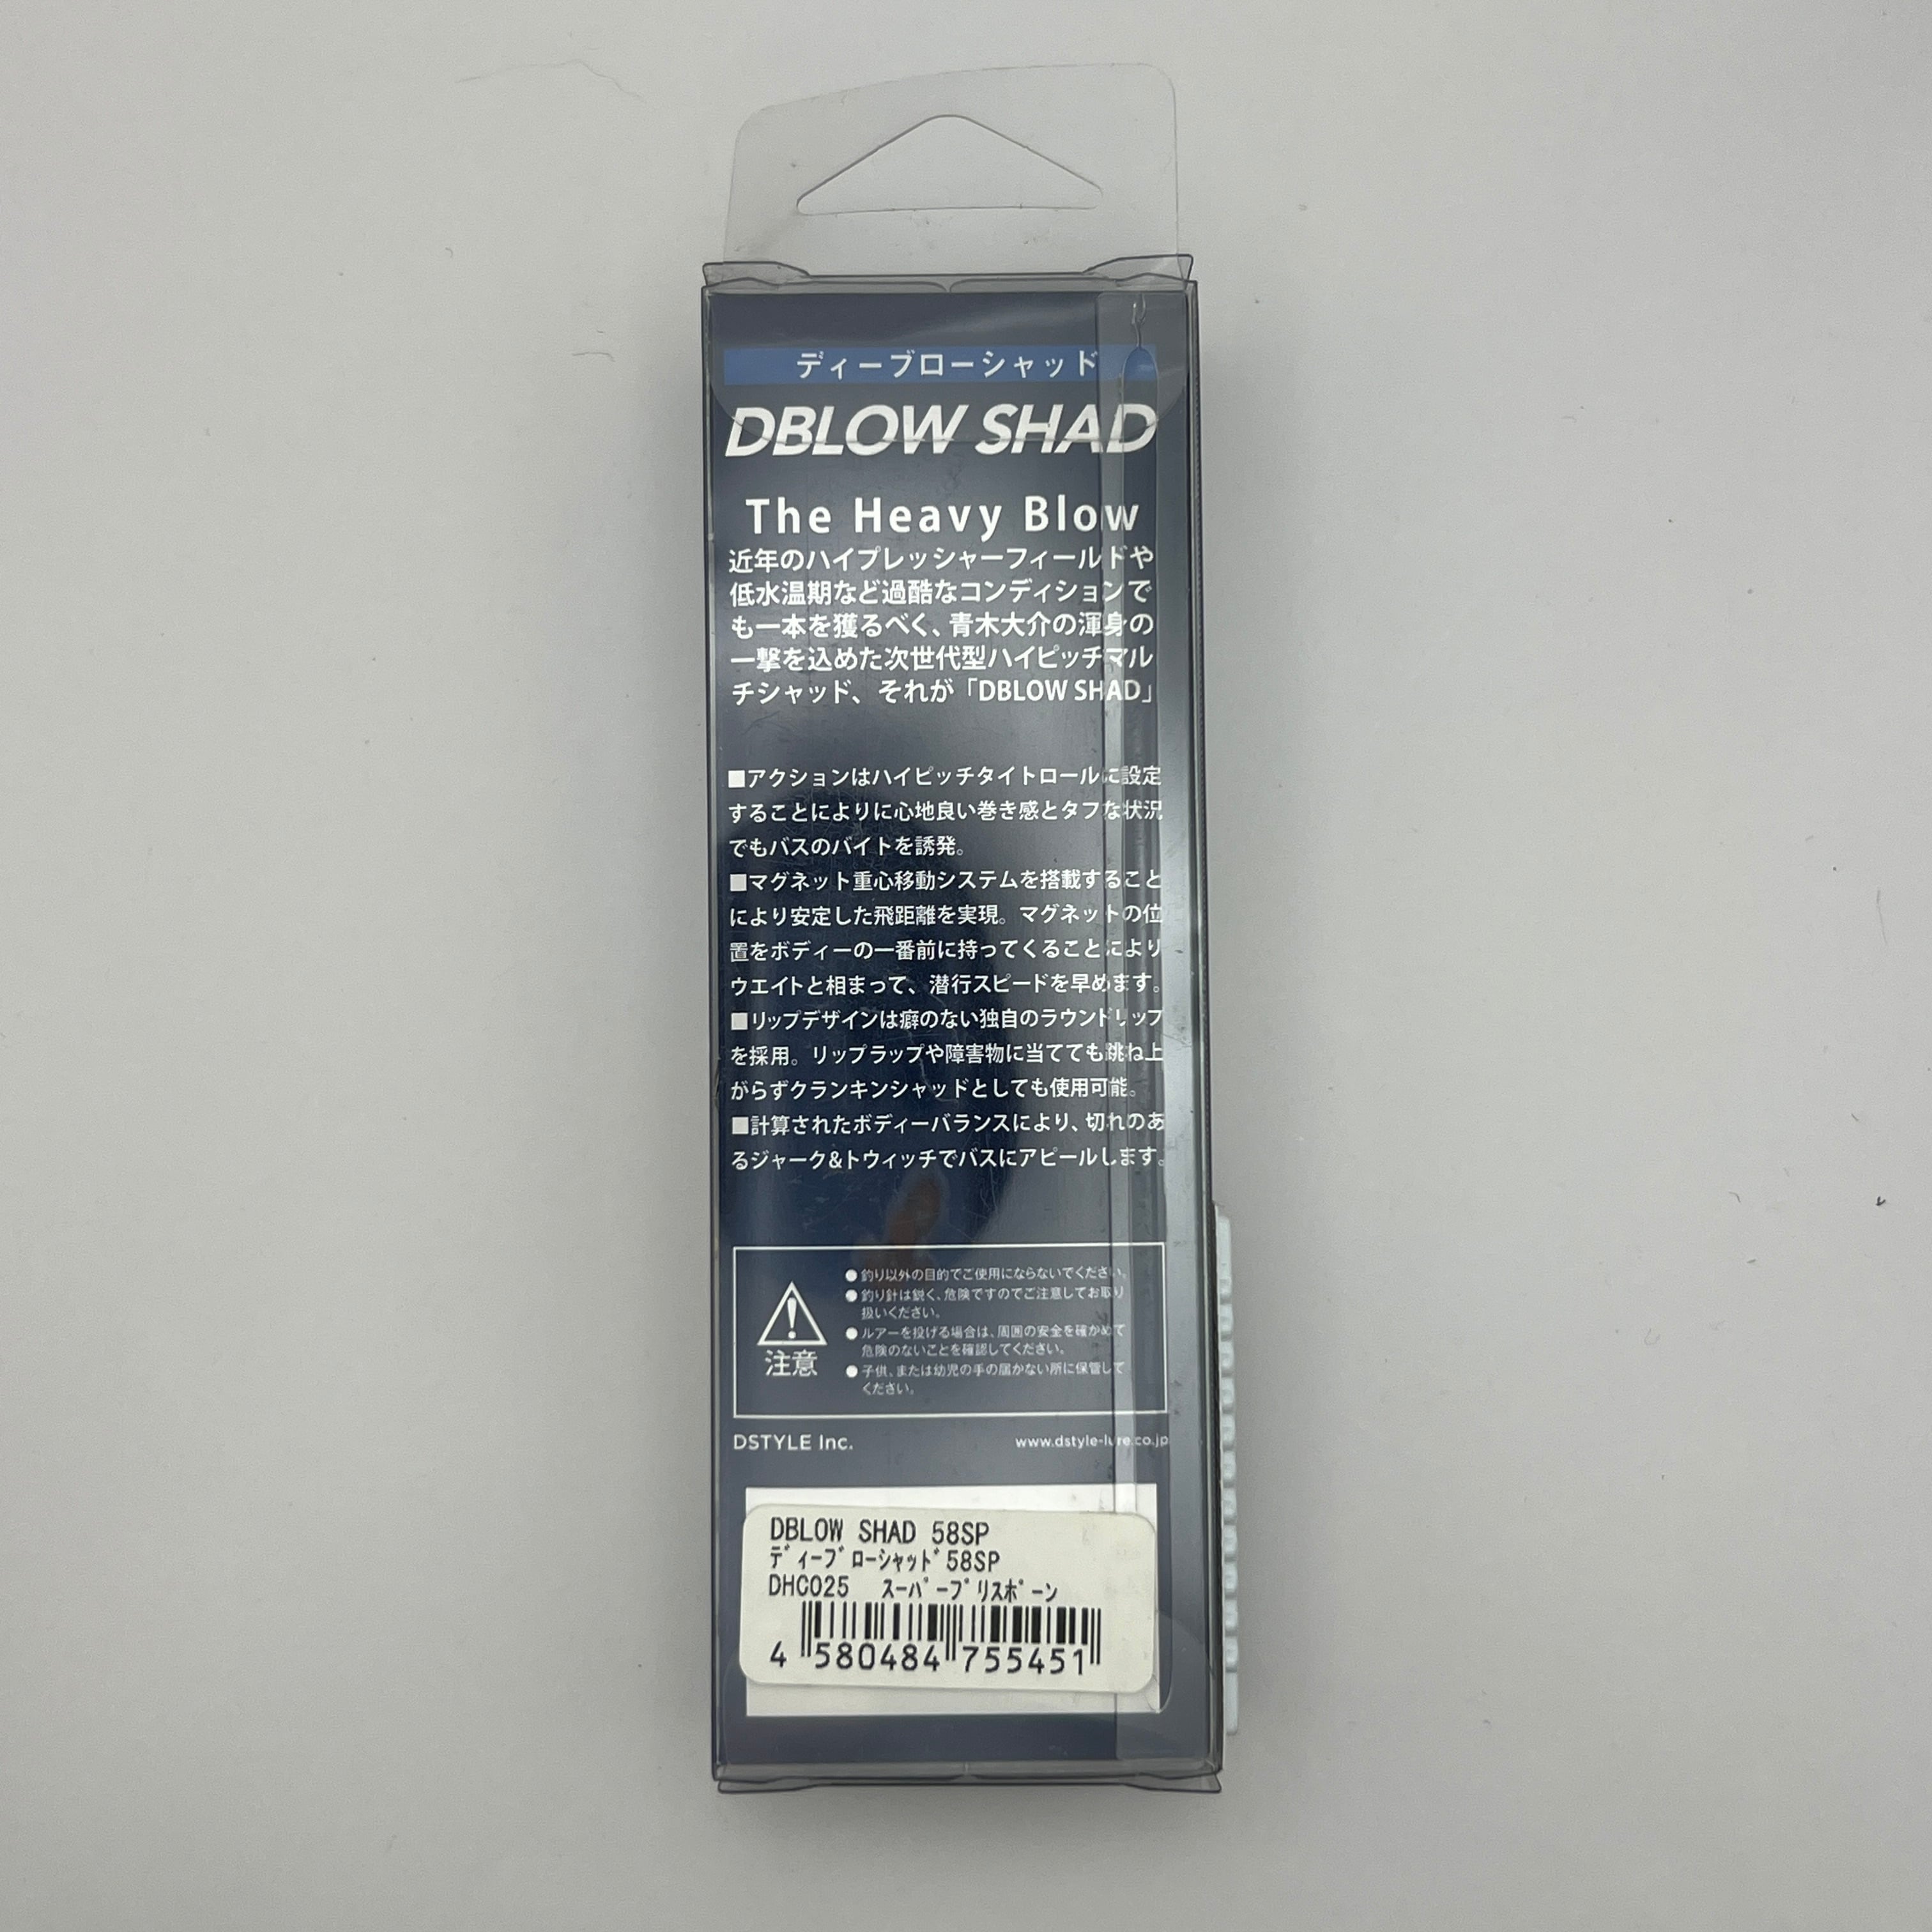 ディーブローシャッド
DBLOW SHAD
The Heavy Blow
近年のハイプレッシャーフィールドや
低水温期など過酷なコンディションで
も一本を獲るべく、青木大介の渾身の
一撃を込めた次世代型ハイピッチマル
チシャッド、それが「DBLOW SHAD」
■アクションはハイピッチタイトロールに設定
することによりに心地良い巻き感とタフな状況
でもバスのバイトを誘発。
■マグネット重心移動システムを搭載すること
により安定した飛距離を実現。マグネットの位
置をボディーの一番前に持ってくることにより
ウエイトと相まって、潜行スピードを早めます。
■リップデザインは癖のない独自のラウンドリップ
を採用。リップラップや障害物に当てても跳ね上
がらずクランキンシャッドとしても使用可能。
■計算されたボディーバランスにより、切れのあ
るジャーク&トウィッチでバスにアピールします。
●釣り以外の目的でご使用にならないでください。
●釣り針は鋭く、危険ですのでご注意してお取り
扱いください。
●ルアーを投げる場合は、周囲の安全を確かめて
危険のないことを確認してください。
●子供、または幼児の手の届かない所に保管して
ください。
注意
DSTYLE Inc.
www.dstyle-lure.co.jp
DBLOW SHAD 58SP
ﾃﾞｨｰﾌﾞﾛｰｼｬｯﾄﾞ58SP
DHC025 ｽｰﾊﾟｰﾌﾞﾘｽﾎﾟｰﾝ
4 580484 755451